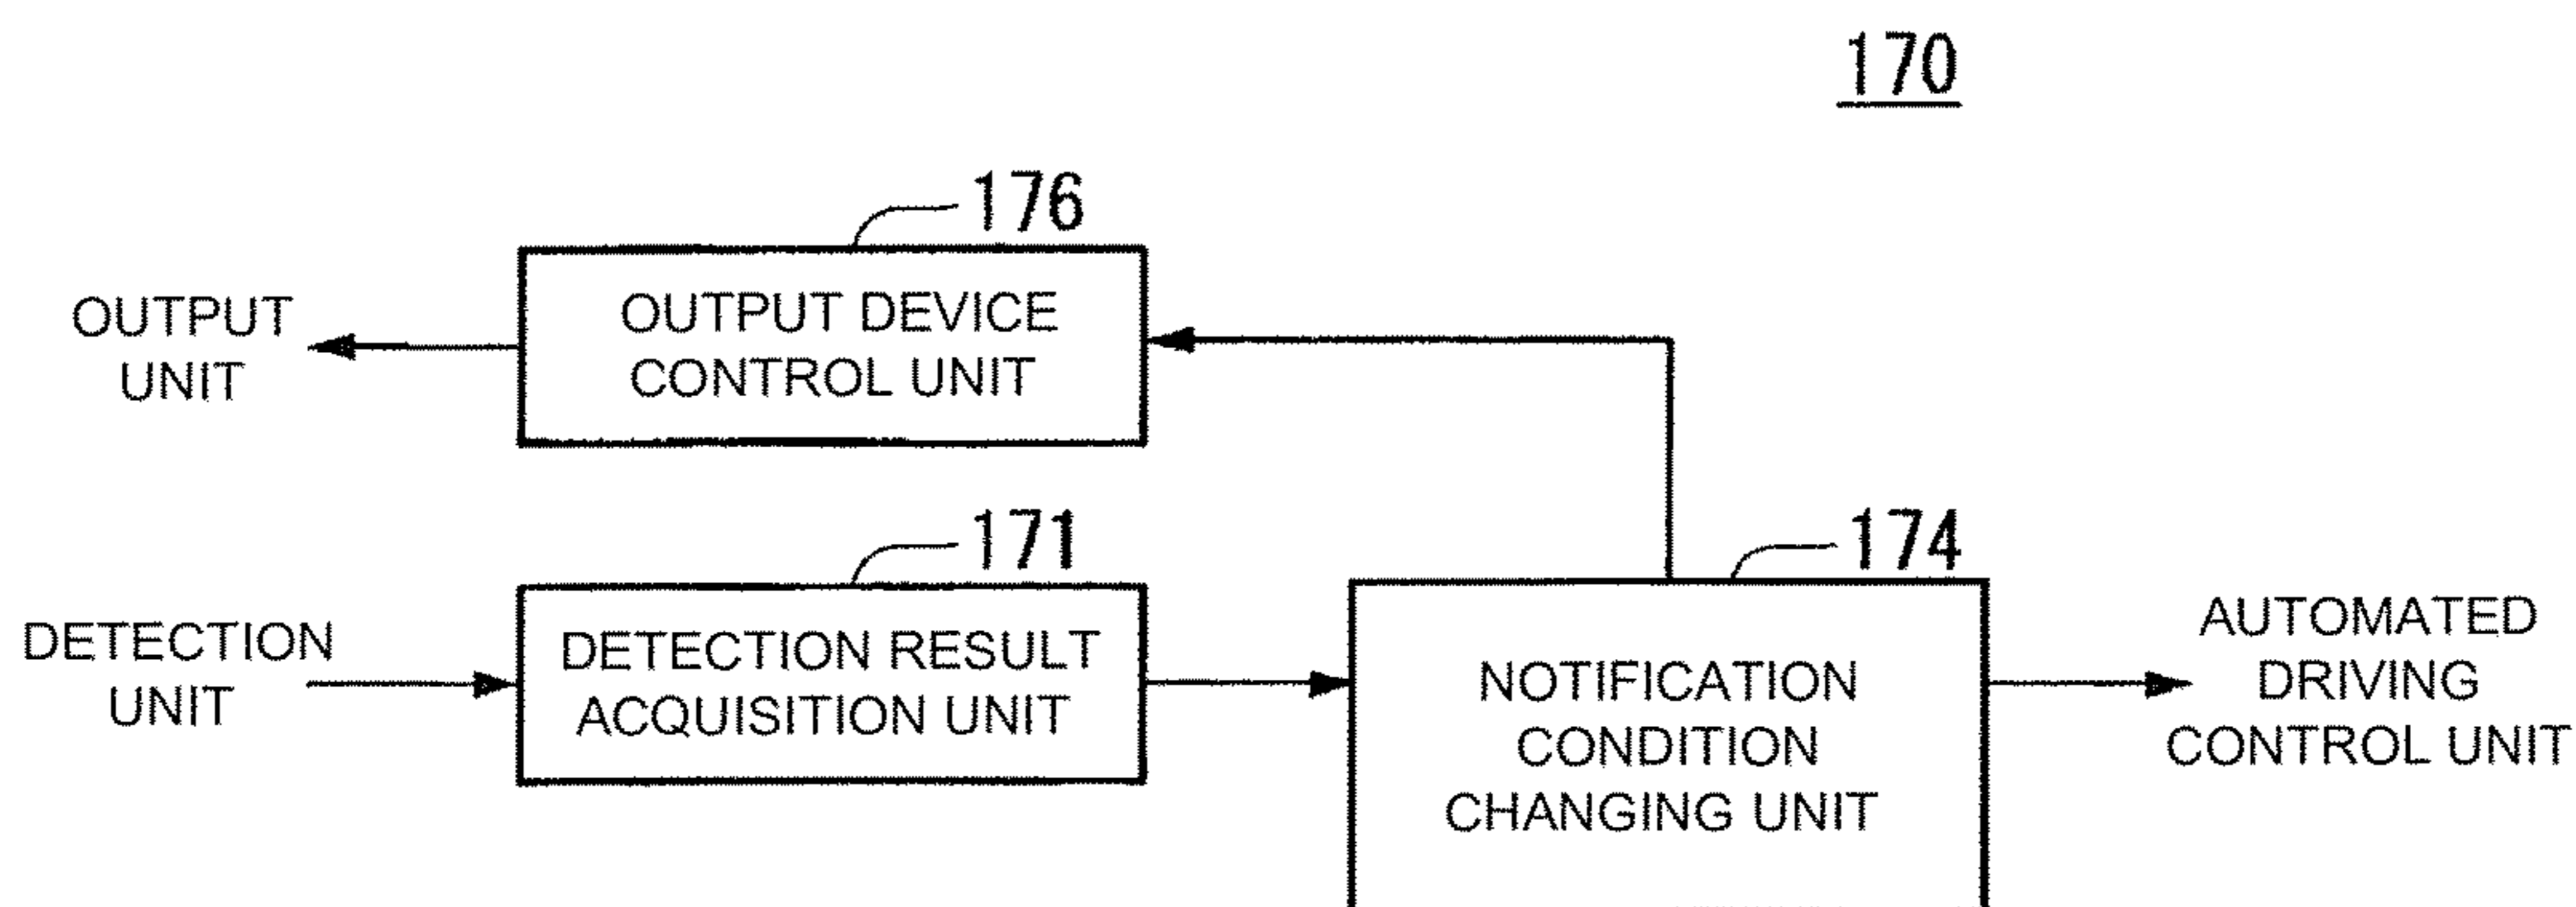 170
176
OUTPUT
UNIT
OUTPUT DEVICE
CONTROL UNIT
171
174
DETECTION
UNIT
DETECTION RESULT
ACQUISITION UNIT
NOTIFICATION
CONDITION
CHANGING UNIT
AUTOMATED
DRIVING
CONTROL UNIT